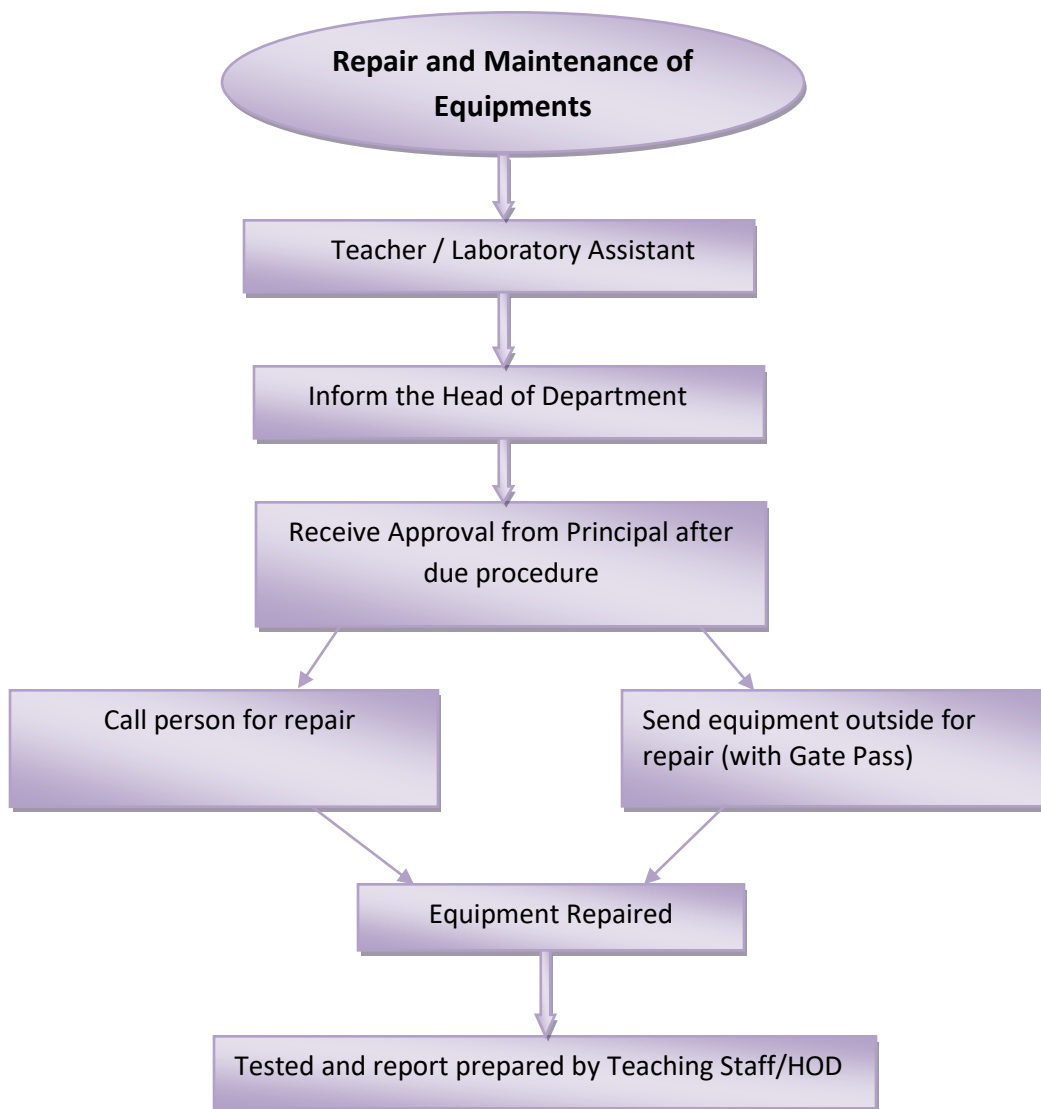 Repair and Maintenance of
Equipments
Teacher / Laboratory Assistant
Inform the Head of Department
Receive Approval from Principal after
due procedure
Call person for repair
Send equipment outside for
repair (with Gate Pass)
Equipment Repaired
Tested and report prepared by Teaching Staff/HOD